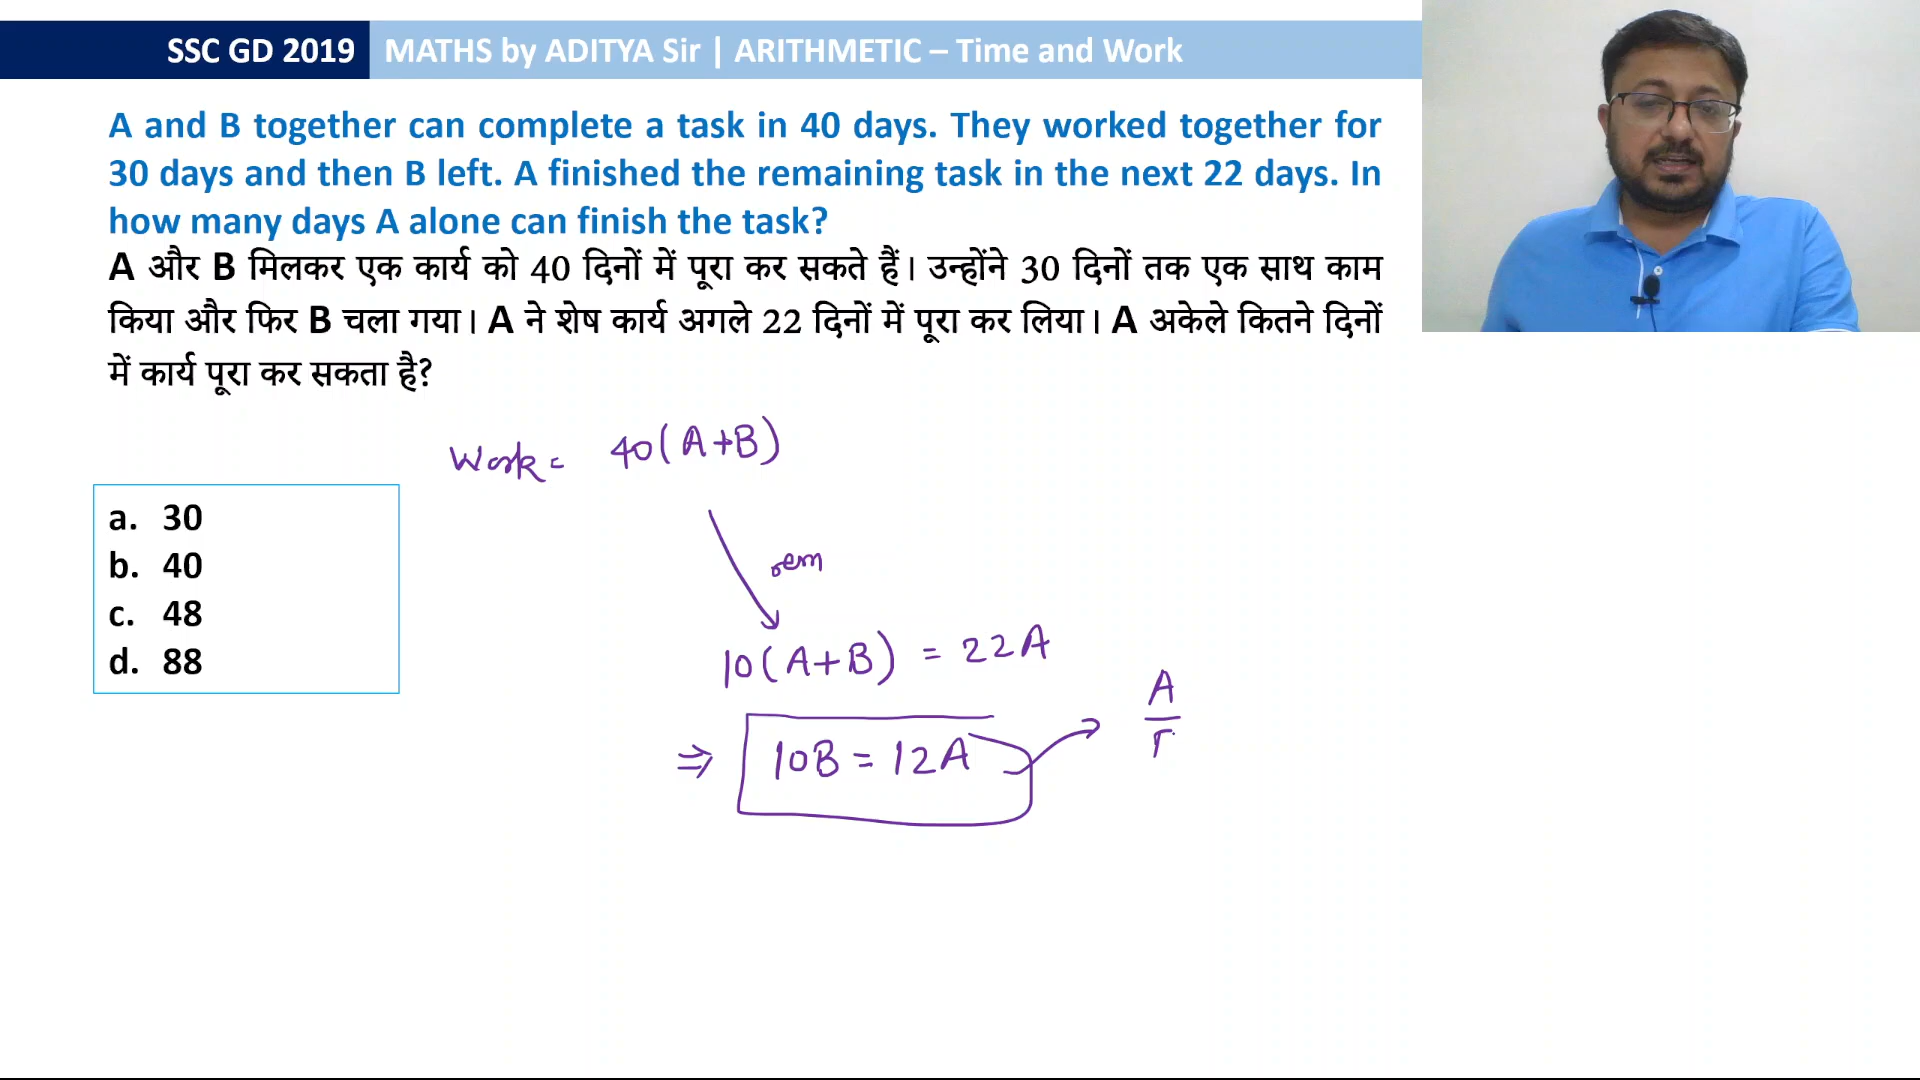 SSC GD 2019 MATHS by ADITYA Sir | ARITHMETIC – Time and Work
A and B together can complete a task in 40 days. They worked together for
30 days and then B left. A finished the remaining task in the next 22 days. In
how many days A alone can finish the task?
A और B मिलकर एक कार्य को 40 दिनों में पूरा कर सकते हैं। उन्होंने 30 दिनों तक एक साथ काम
किया और फिर B चला गया। A ने शेष कार्य अगले 22 दिनों में पूरा कर लिया। A अकेले कितने दिनों
में कार्य पूरा कर सकता है?
Work = 40(A+B)
a. 30
b. 40
c. 48
d. 88
rem
10(A+B) = 22A
⇒ 10B = 12A
A